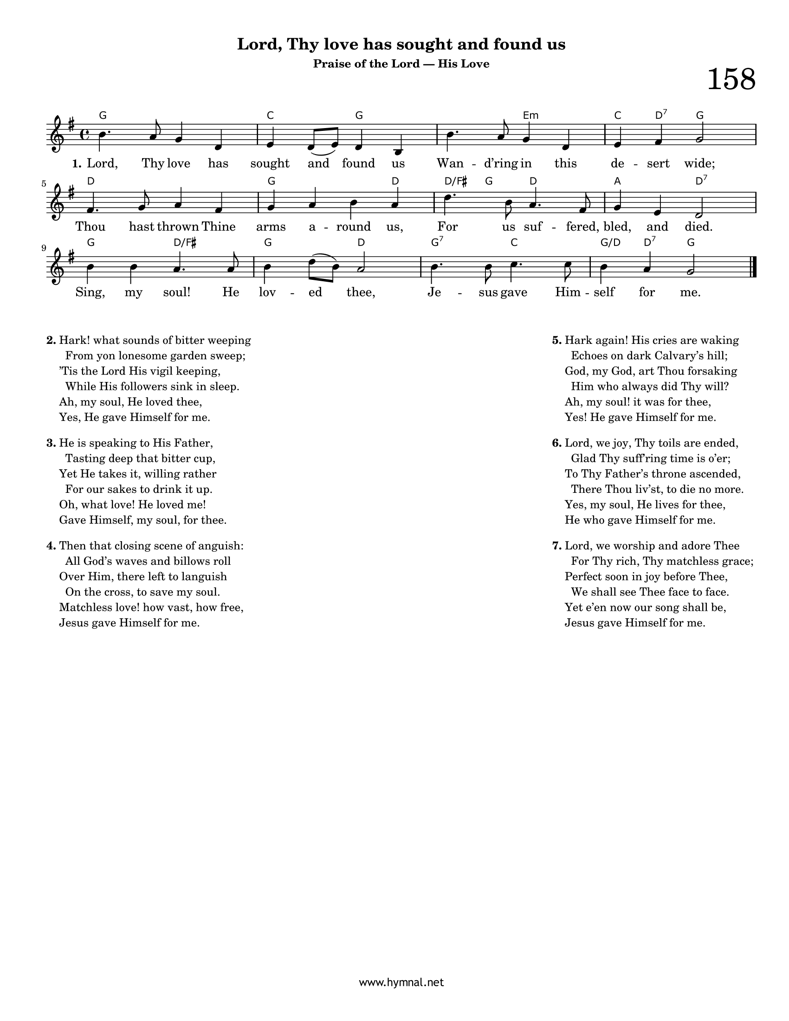 Lord, Thy love has sought and found us
Praise of the Lord — His Love
158
G C G Em C D7 G
1. Lord, Thy love has sought and found us Wan - d'ring in this de - sert wide;
5
D G D D/F♯ G D A D7
Thou hast thrown Thine arms a - round us, For us suf - fered, bled, and died.
9
G D/F♯ G D G7 C G/D D7 G
Sing, my soul! He lov - ed thee, Je - sus gave Him - self for me.
2. Hark! what sounds of bitter weeping
From yon lonesome garden sweep;
'Tis the Lord His vigil keeping,
While His followers sink in sleep.
Ah, my soul, He loved thee,
Yes, He gave Himself for me.
3. He is speaking to His Father,
Tasting deep that bitter cup,
Yet He takes it, willing rather
For our sakes to drink it up.
Oh, what love! He loved me!
Gave Himself, my soul, for thee.
4. Then that closing scene of anguish:
All God's waves and billows roll
Over Him, there left to languish
On the cross, to save my soul.
Matchless love! how vast, how free,
Jesus gave Himself for me.
5. Hark again! His cries are waking
Echoes on dark Calvary's hill;
God, my God, art Thou forsaking
Him who always did Thy will?
Ah, my soul! it was for thee,
Yes! He gave Himself for me.
6. Lord, we joy, Thy toils are ended,
Glad Thy suff'ring time is o'er;
To Thy Father's throne ascended,
There Thou liv'st, to die no more.
Yes, my soul, He lives for thee,
He who gave Himself for me.
7. Lord, we worship and adore Thee
For Thy rich, Thy matchless grace;
Perfect soon in joy before Thee,
We shall see Thee face to face.
Yet e'en now our song shall be,
Jesus gave Himself for me.
www.hymnal.net